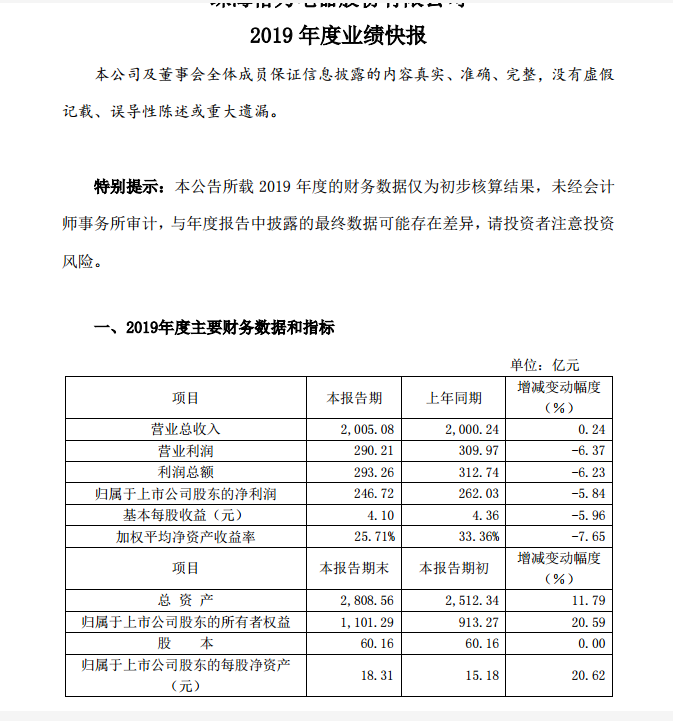 2019 年度业绩快报
本公司及董事会全体成员保证信息披露的内容真实、准确、完整，没有虚假
记载、误导性陈述或重大遗漏。
特别提示：本公告所载 2019 年度的财务数据仅为初步核算结果，未经会计
师事务所审计，与年度报告中披露的最终数据可能存在差异，请投资者注意投资
风险。
一、2019年度主要财务数据和指标
单位：亿元
项目 本报告期 上年同期 增减变动幅度
（%）
营业总收入 2,005.08 2,000.24 0.24
营业利润 290.21 309.97 -6.37
利润总额 293.26 312.74 -6.23
归属于上市公司股东的净利润 246.72 262.03 -5.84
基本每股收益（元） 4.10 4.36 -5.96
加权平均净资产收益率 25.71% 33.36% -7.65
项目 本报告期末 本报告期初 增减变动幅度
（%）
总 资 产 2,808.56 2,512.34 11.79
归属于上市公司股东的所有者权益 1,101.29 913.27 20.59
股 本 60.16 60.16 0.00
归属于上市公司股东的每股净资产
（元） 18.31 15.18 20.62